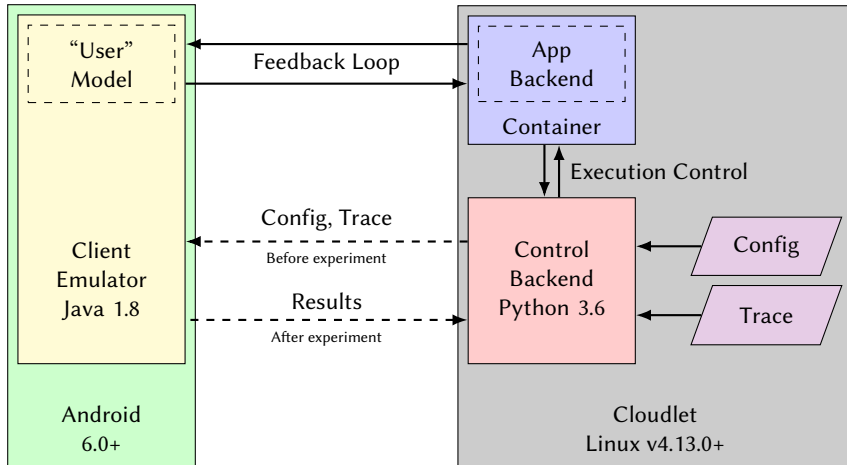 “User”
Model
Feedback Loop
App
Backend
Container
Execution Control
Config, Trace
Before experiment
Client
Emulator
Java 1.8
Results
After experiment
Control
Backend
Python 3.6
Config
Trace
Android
6.0+
Cloudlet
Linux v4.13.0+